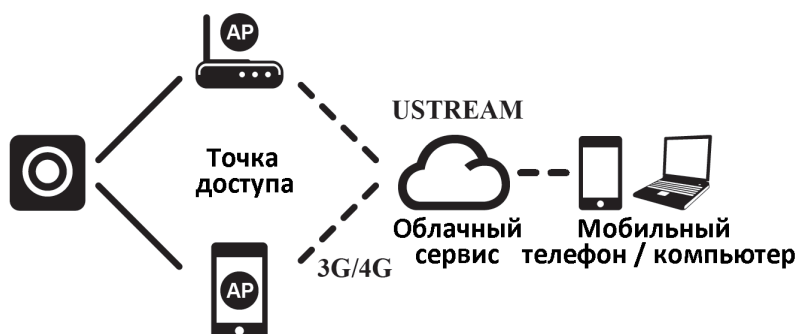 AP
USTREAM
Точка
доступа
Облачный
сервис
Мобильный
телефон / компьютер
3G/4G
AP